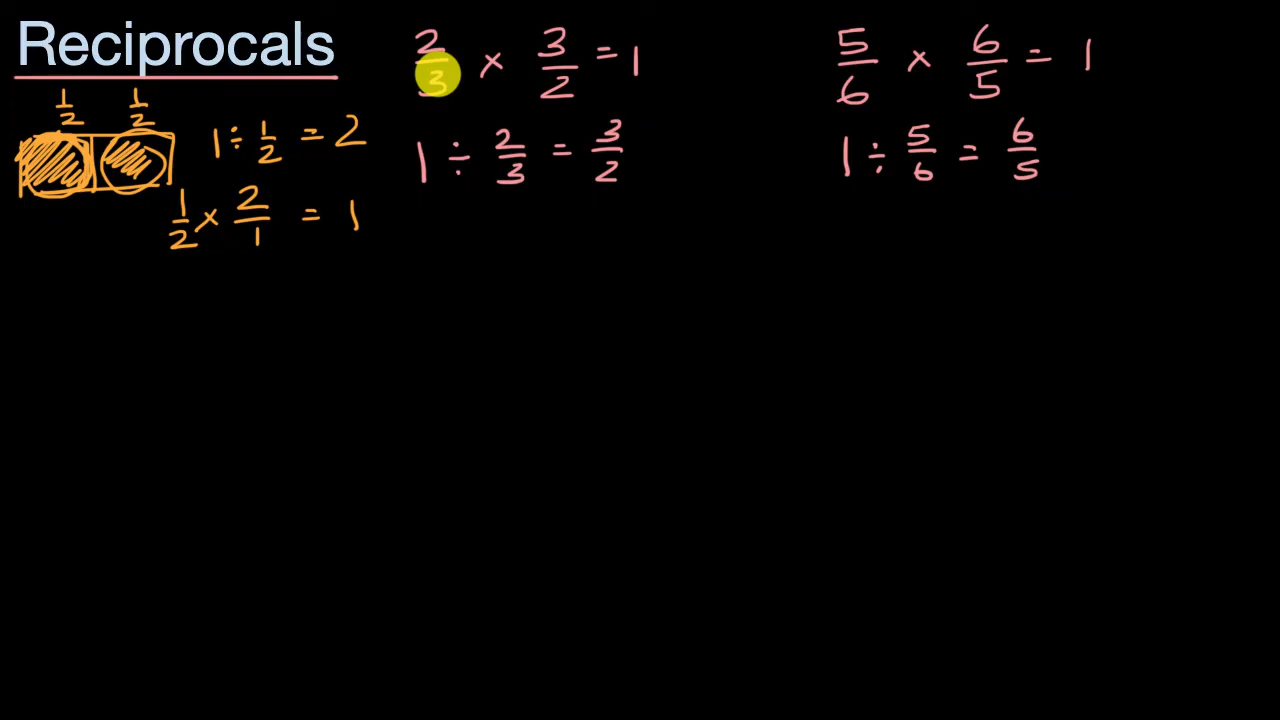 Reciprocals
1/2 1/2
1 ÷ 1/2 = 2
1/2 × 2/1 = 1
2/3 × 3/2 = 1
1 ÷ 2/3 = 3/2
5/6 × 6/5 = 1
1 ÷ 5/6 = 6/5